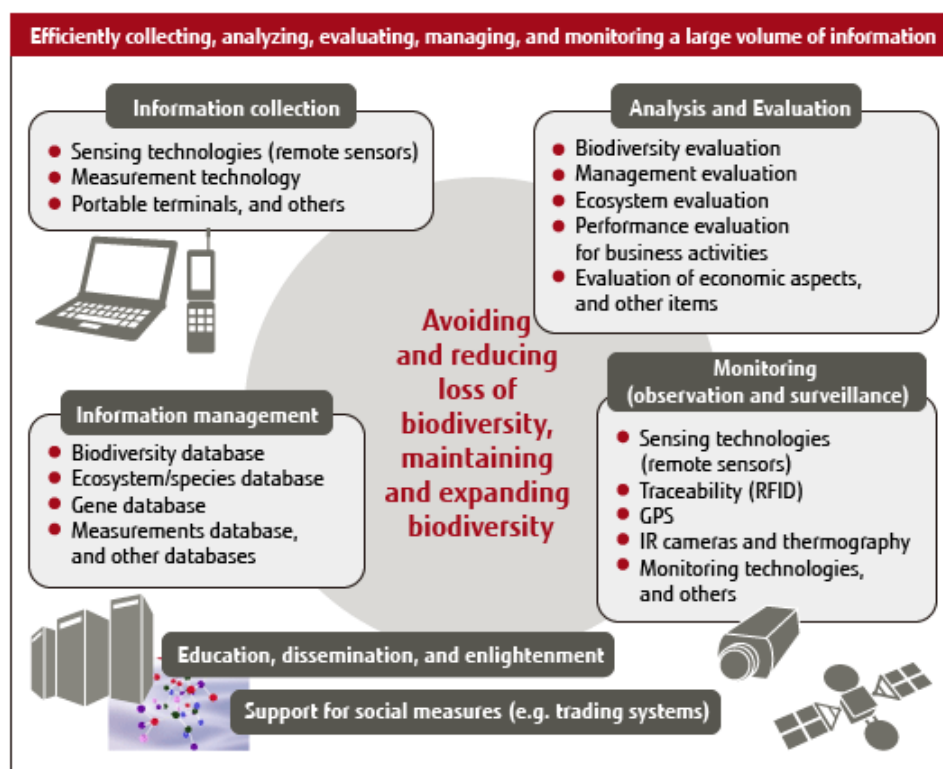 Efficiently collecting, analyzing, evaluating, managing, and monitoring a large volume of information
Information collection
Sensing technologies (remote sensors)
Measurement technology
Portable terminals, and others
Analysis and Evaluation
Biodiversity evaluation
Management evaluation
Ecosystem evaluation
Performance evaluation
for business activities
Evaluation of economic aspects,
and other items
Avoiding
and reducing
loss of
biodiversity,
maintaining
and expanding
biodiversity
Information management
Biodiversity database
Ecosystem/species database
Gene database
Measurements database,
and other databases
Monitoring
(observation and surveillance)
Sensing technologies
(remote sensors)
Traceability (RFID)
GPS
IR cameras and thermography
Monitoring technologies,
and others
Education, dissemination, and enlightenment
Support for social measures (e.g. trading systems)